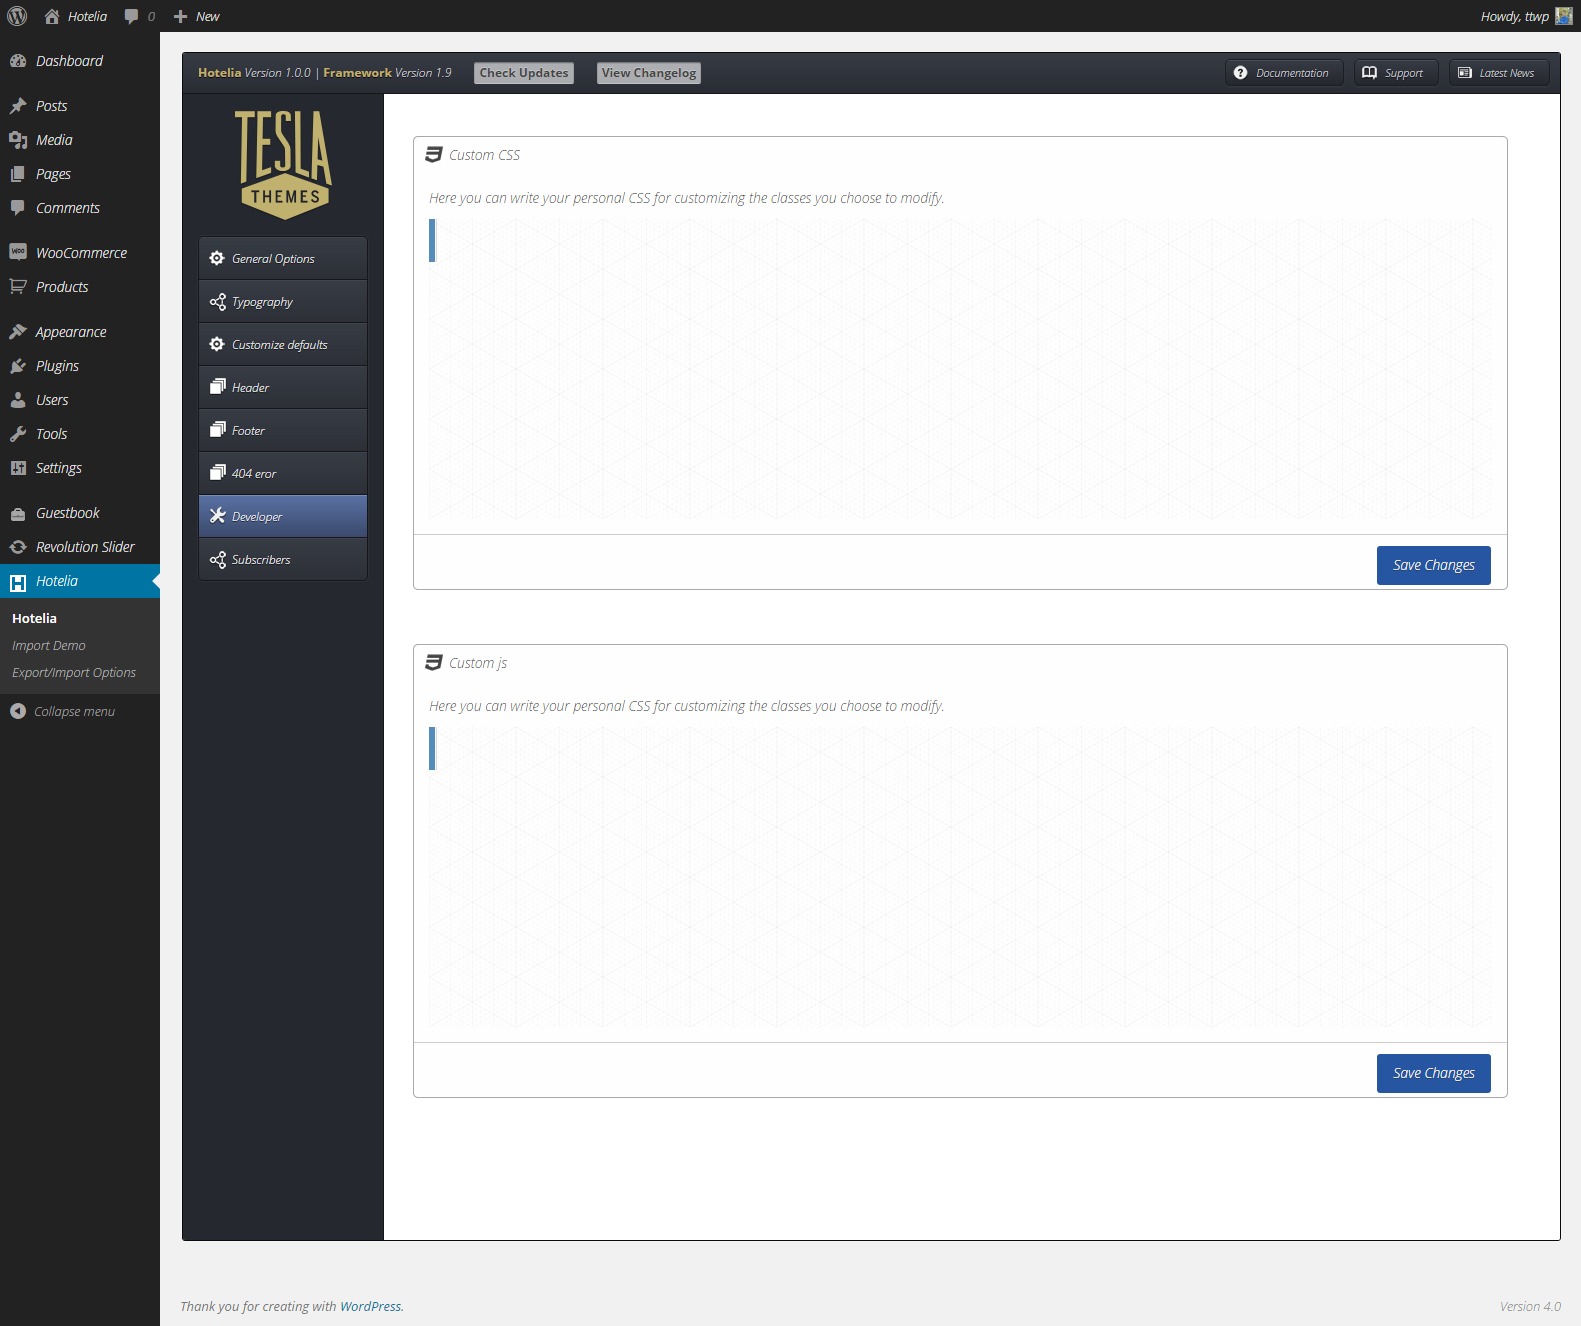 Hotelia 0 New Howdy, ttwp
Dashboard
Posts
Media
Pages
Comments
WooCommerce
Products
Appearance
Plugins
Users
Tools
Settings
Guestbook
Revolution Slider
Hotelia
Hotelia
Import Demo
Export/Import Options
Collapse menu
Hotelia Version 1.0.0 | Framework Version 1.9 Check Updates View Changelog Documentation Support Latest News
TESLA
THEMES
General Options
Typography
Customize defaults
Header
Footer
404 eror
Developer
Subscribers
Custom CSS
Here you can write your personal CSS for customizing the classes you choose to modify.
Save Changes
Custom js
Here you can write your personal CSS for customizing the classes you choose to modify.
Save Changes
Thank you for creating with WordPress. Version 4.0